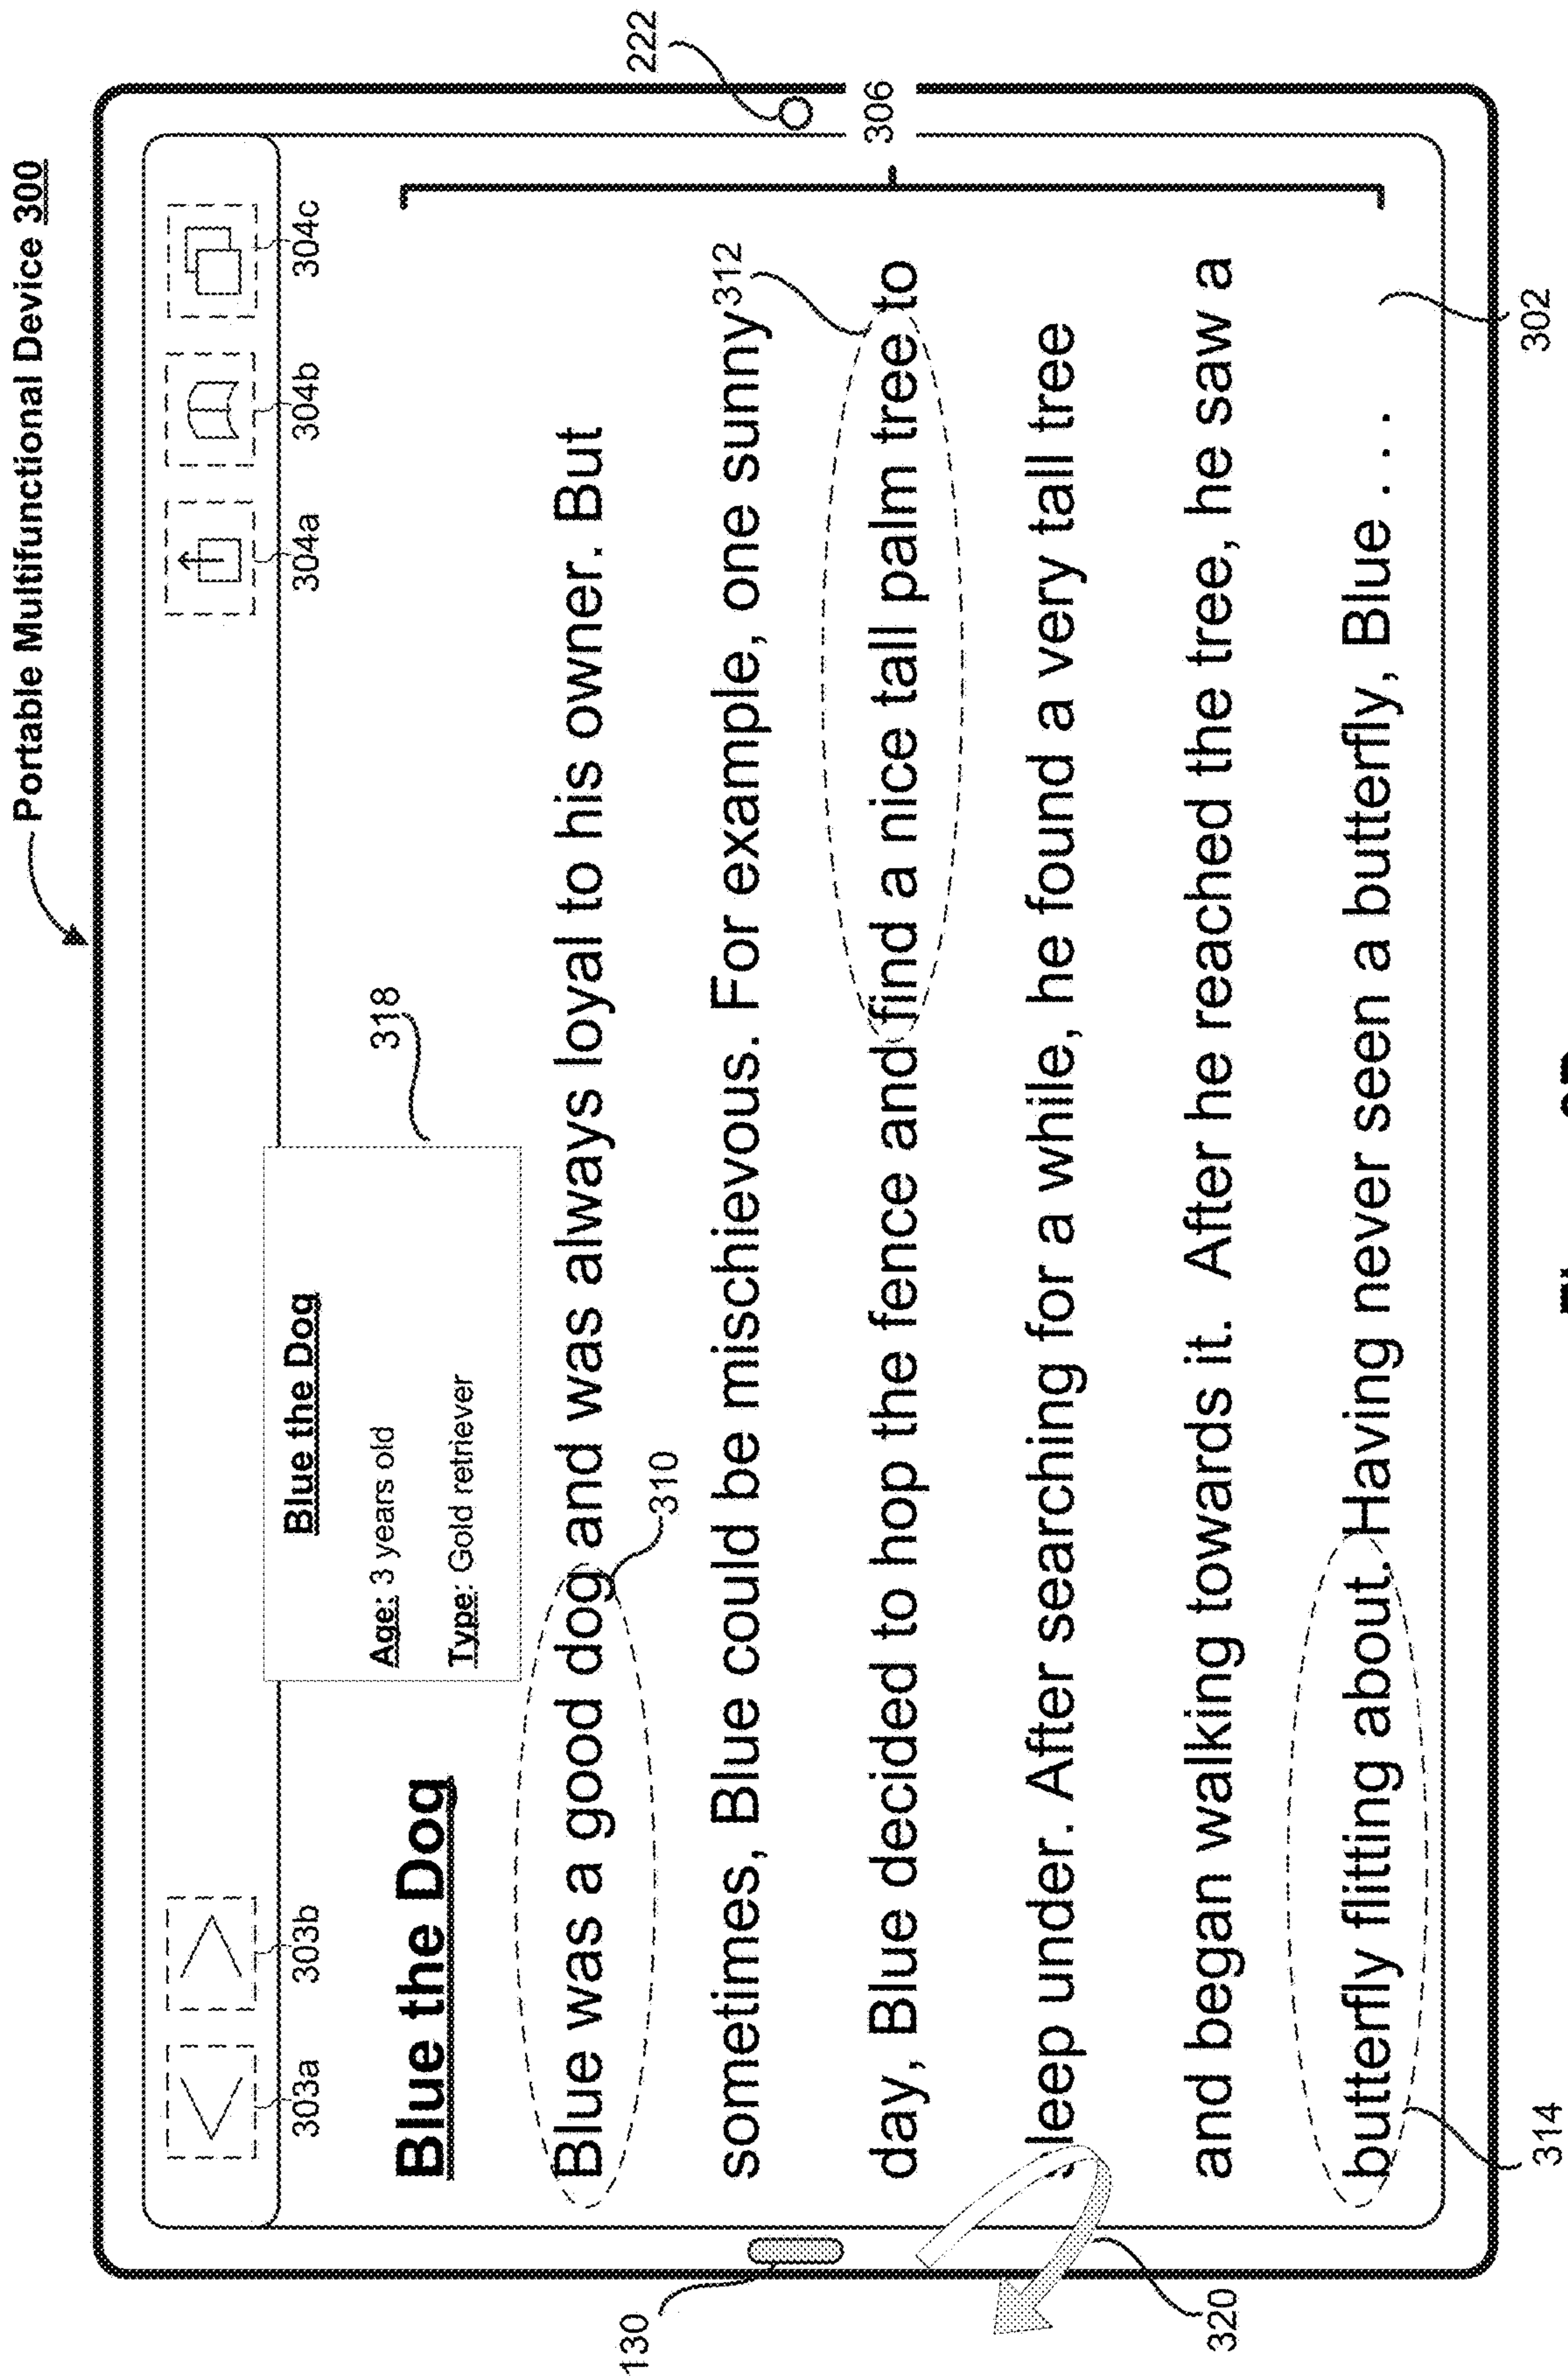 Portable Multifunctional Device 300
303a
303b
304a
304b
304c
Blue the Dog
Age: 3 years old
Type: Gold retriever
318
Blue the Dog
Blue was a good dog and was always loyal to his owner. But
310
sometimes, Blue could be mischievous. For example, one sunny
312
day, Blue decided to hop the fence and find a nice tall palm tree to
sleep under. After searching for a while, he found a very tall tree
and began walking towards it. After he reached the tree, he saw a
butterfly flitting about. Having never seen a butterfly, Blue . . .
130
222
306
320
314
302